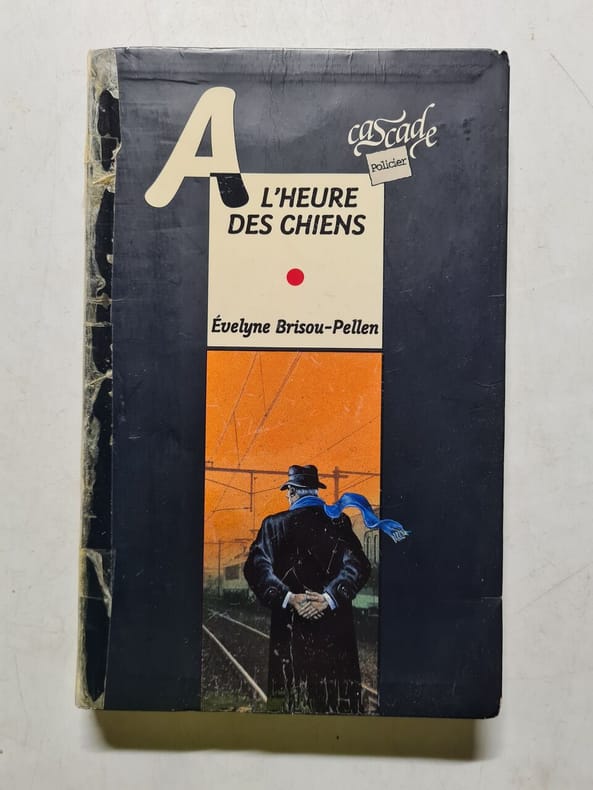 cascade
Policier
A L'HEURE
DES CHIENS
Évelyne Brisou-Pellen